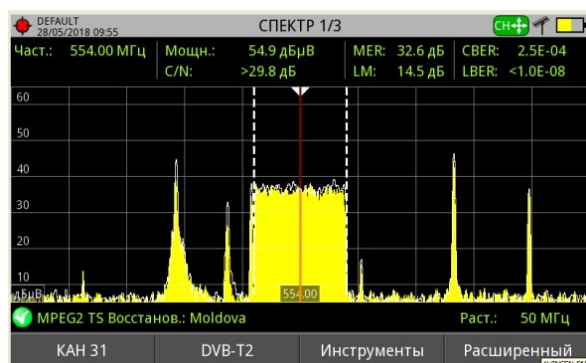 DEFAULT
28/05/2018 09:55
СПЕКТР 1/3
CH
Част.: 554.00 МГц
Мощн.: 54.9 дБµВ
MER: 32.6 дБ
CBER: 2.5E-04
C/N: >29.8 дБ
LM: 14.5 дБ
LBER: <1.0E-08
60
50
40
30
20
10
дБµВ
554.00
MPEG2 TS Восстанов.: Moldova
Раст.: 50 МГц
КАН 31
DVB-T2
Инструменты
Расширенный